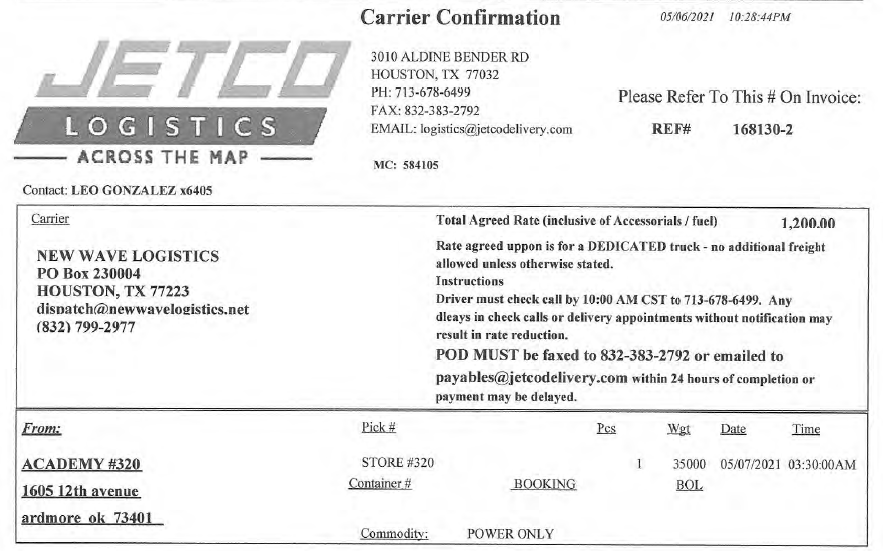 Carrier Confirmation
05/06/2021 10:28:44PM
JETCO
LOGISTICS
ACROSS THE MAP
3010 ALDINE BENDER RD
HOUSTON, TX 77032
PH: 713-678-6499
FAX: 832-383-2792
EMAIL: logistics@jetcodelivery.com
MC: 584105
Please Refer To This # On Invoice:
REF# 168130-2
Contact: LEO GONZALEZ x6405
Carrier
NEW WAVE LOGISTICS
PO Box 230004
HOUSTON, TX 77223
dispatch@newwavelogistics.net
(832) 799-2977
Total Agreed Rate (inclusive of Accessorials / fuel) 1,200.00
Rate agreed uppon is for a DEDICATED truck - no additional freight
allowed unless otherwise stated.
Instructions
Driver must check call by 10:00 AM CST to 713-678-6499. Any
dleays in check calls or delivery appointments without notification may
result in rate reduction.
POD MUST be faxed to 832-383-2792 or emailed to
payables@jetcodelivery.com within 24 hours of completion or
payment may be delayed.
From: Pick # Pcs Wgt Date Time
ACADEMY #320 STORE #320 1 35000 05/07/2021 03:30:00AM
Container # BOOKING BOL
1605 12th avenue
ardmore ok 73401
Commodity: POWER ONLY